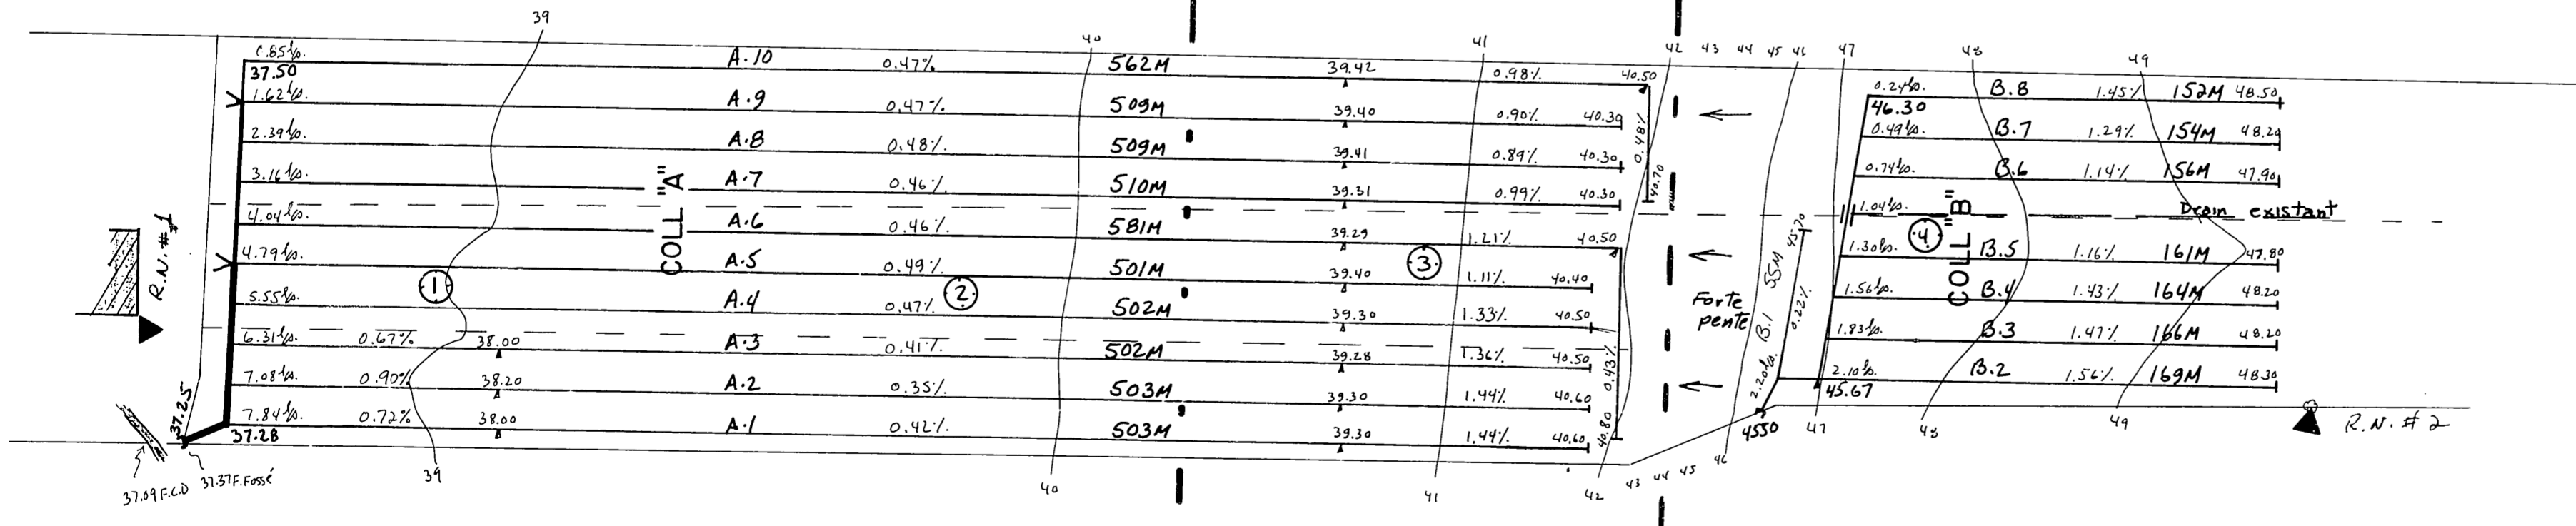 39
40
41
42 43 44 45 46 47
48
49
0.85 l/s. A.10 0.47% 562M 39.42 0.98% 40.50
37.50
1.62 l/s. A.9 0.47% 509M 39.40 0.90% 40.30
2.39 l/s. A.8 0.48% 509M 39.41 0.89% 40.30
3.16 l/s. A.7 0.46% 510M 39.31 0.99% 40.30
4.04 l/s. A.6 0.46% 581M 39.29 1.21% 40.50
4.79 l/s. A.5 0.49% 501M 39.40 1.11% 40.40
5.55 l/s. A.4 0.47% 502M 39.30 1.33% 40.50
6.31 l/s. 0.67% 38.00 A.3 0.41% 502M 39.28 1.36% 40.50
7.08 l/s. 0.90% 38.20 A.2 0.35% 503M 39.30 1.44% 40.60
7.84 l/s. 0.72% 38.00 A.1 0.42% 503M 39.30 1.44% 40.60
37.28
37.25
COLL "A"
1
2
3
0.48%
40.70
0.43%
40.80
R.N. #1
37.09 F.C.D
37.37 F. Fossé
Forte
pente
0.24 l/s. B.8 1.45% 152M 48.50
46.30
0.49 l/s. B.7 1.29% 154M 48.20
0.74 l/s. B.6 1.14% 156M 47.90
1.04 l/s. Drain existant
1.30 l/s. B.5 1.16% 161M 47.80
1.56 l/s. B.4 1.43% 164M 48.20
1.83 l/s. B.3 1.47% 166M 48.20
2.10 l/s. B.2 1.56% 169M 48.30
45.67
COLL "B"
4
2.20 l/s. B.1 55M 45.70
0.22%
4550
R.N. # 2
39
40
41
42 43 44 45 46
47
48
49